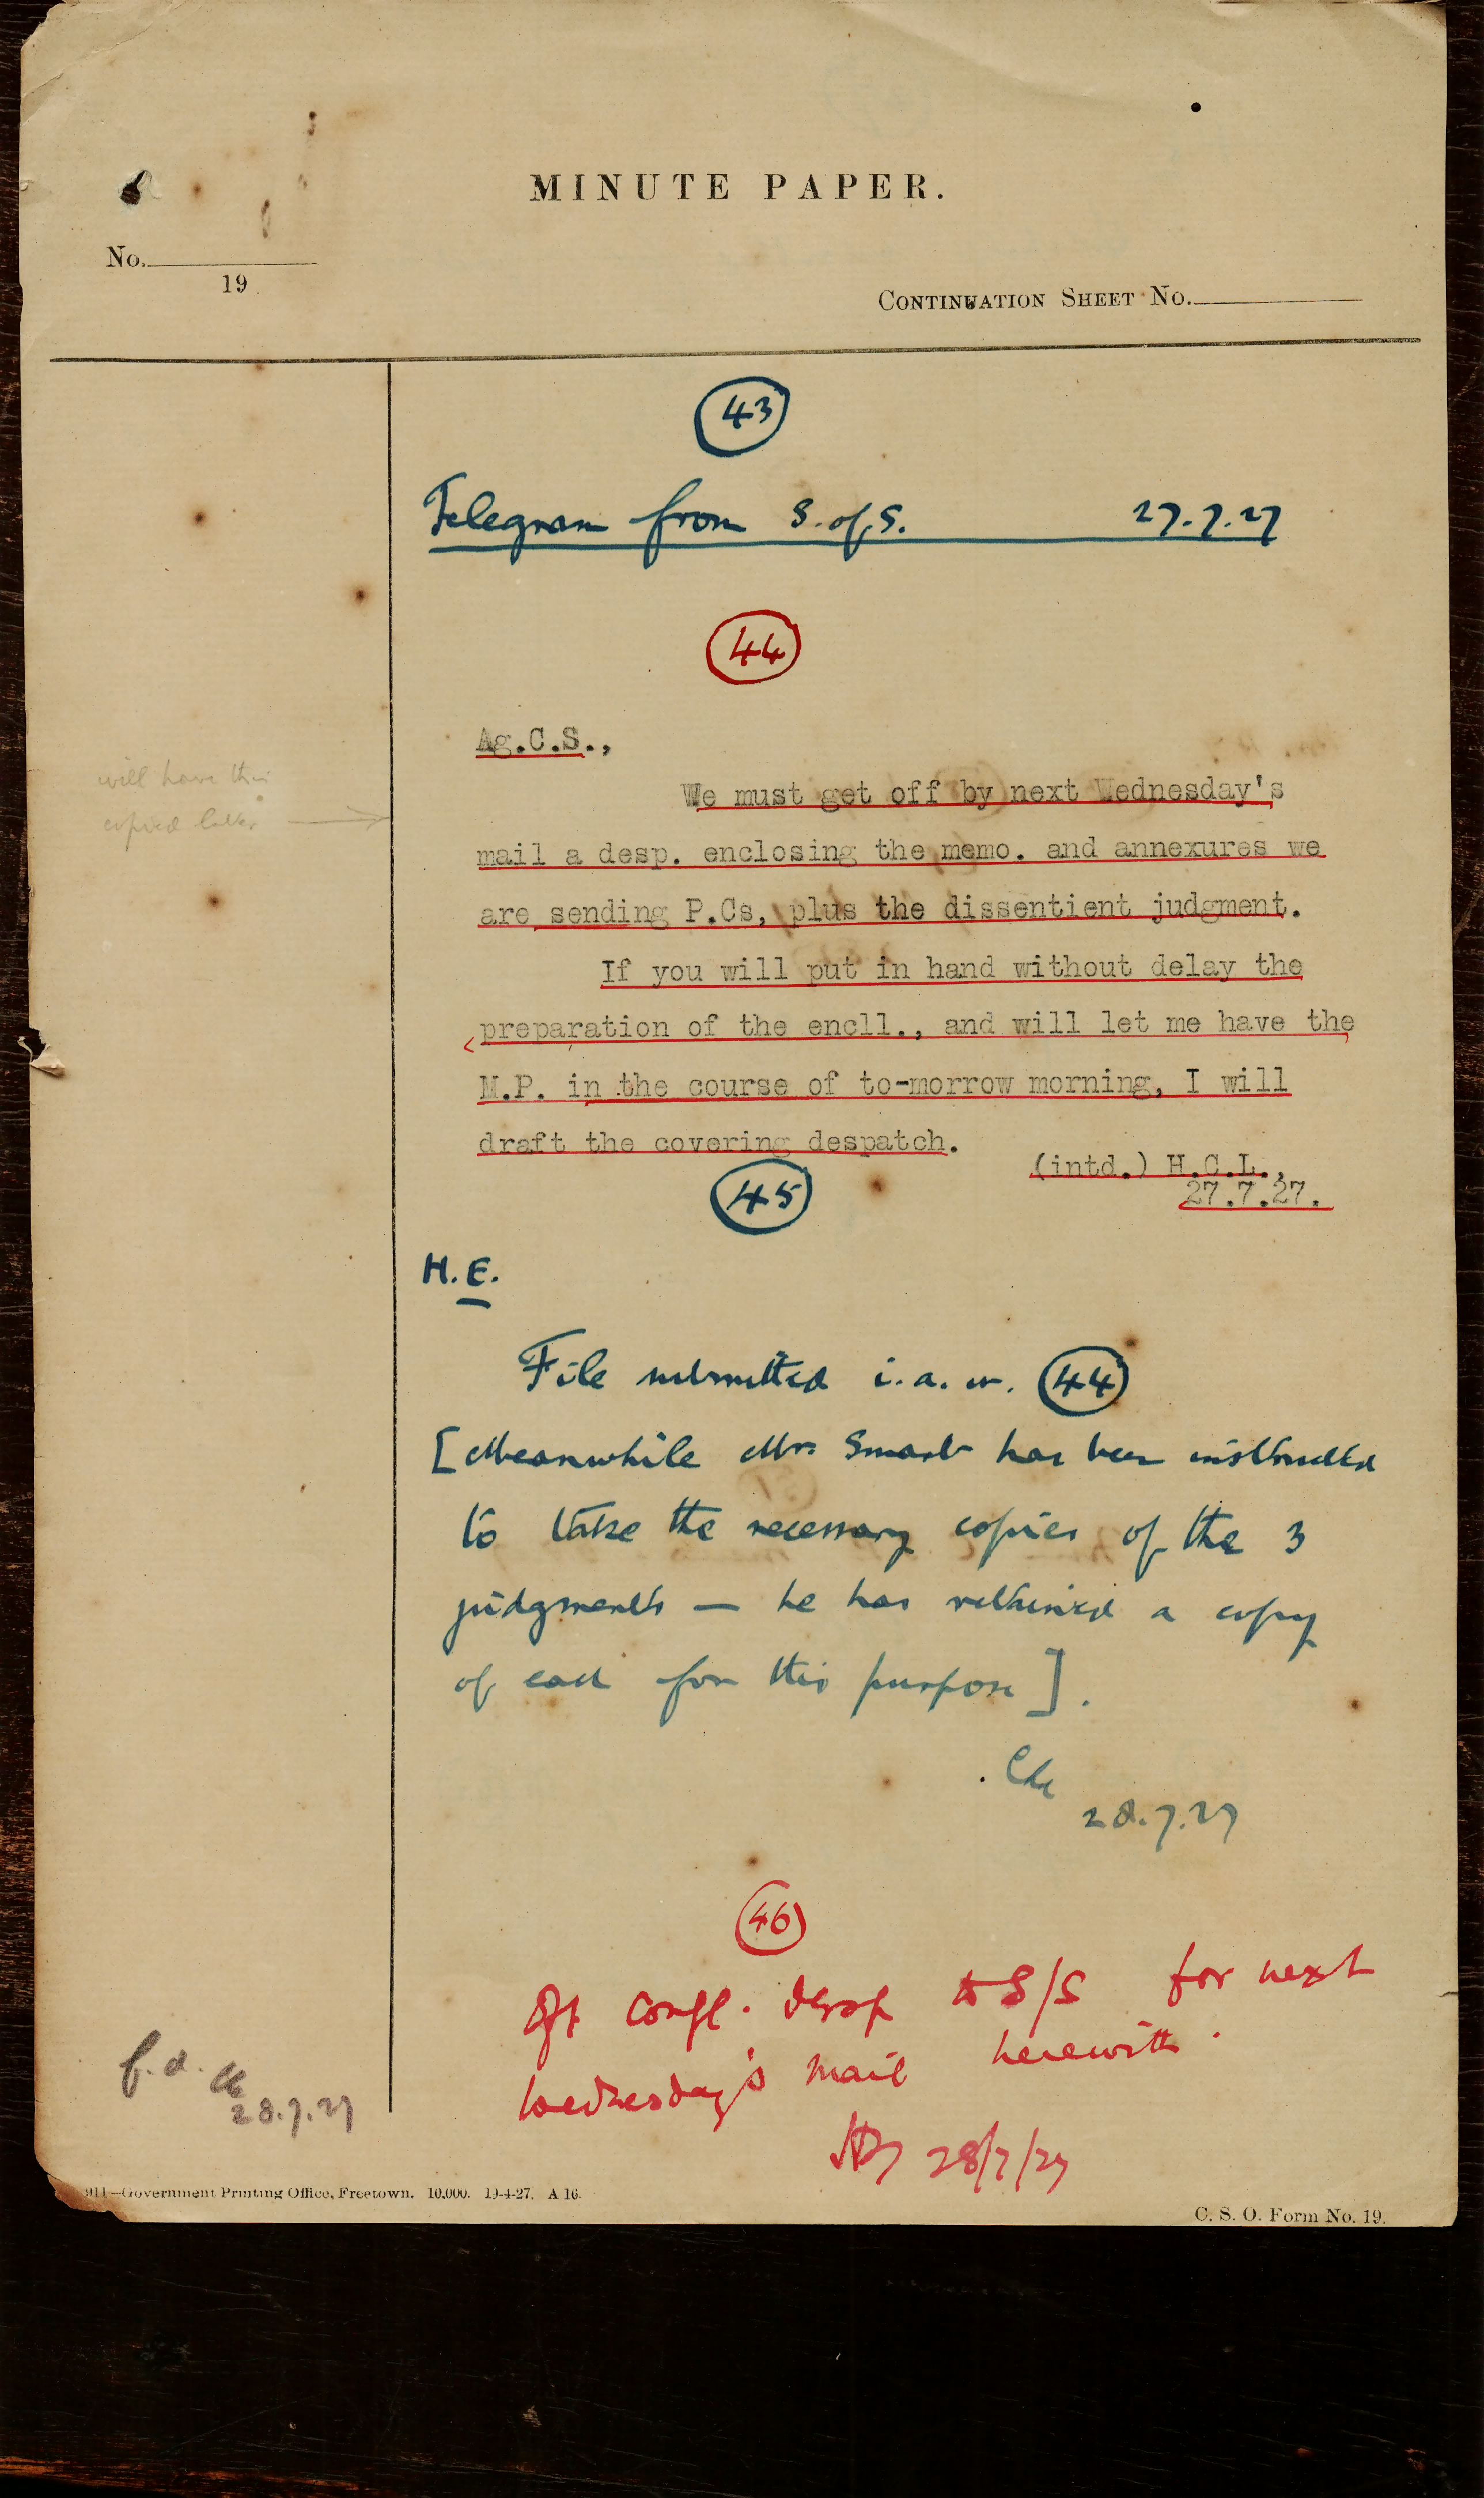 MINUTE PAPER.
No.
19
CONTINUATION SHEET No.
43
Telegram from S. of S. 27.7.27
44
Ag.C.S.,
will have this
copied later
We must get off by next Wednesday's
mail a desp. enclosing the memo. and annexures we
are sending P.Cs, plus the dissentient judgment.
If you will put in hand without delay the
preparation of the encll., and will let me have the
M.P. in the course of to-morrow morning, I will
draft the covering despatch.
(intd.) H.C.L.,
27.7.27.
45
H.E.
File submitted i.a.w. 44
[Meanwhile Mr. Smart has been instructed
to take the necessary copies of the 3
judgments — he has retained a copy
of each for this purpose].
28.7.27
46
Dft confl. desp to S/S for next
Wednesday's mail herewith.
28/7/27
f.d.
28.7.27
911—Government Printing Office, Freetown. 10,000. 19-4-27. A 16.
C. S. O. Form No. 19.